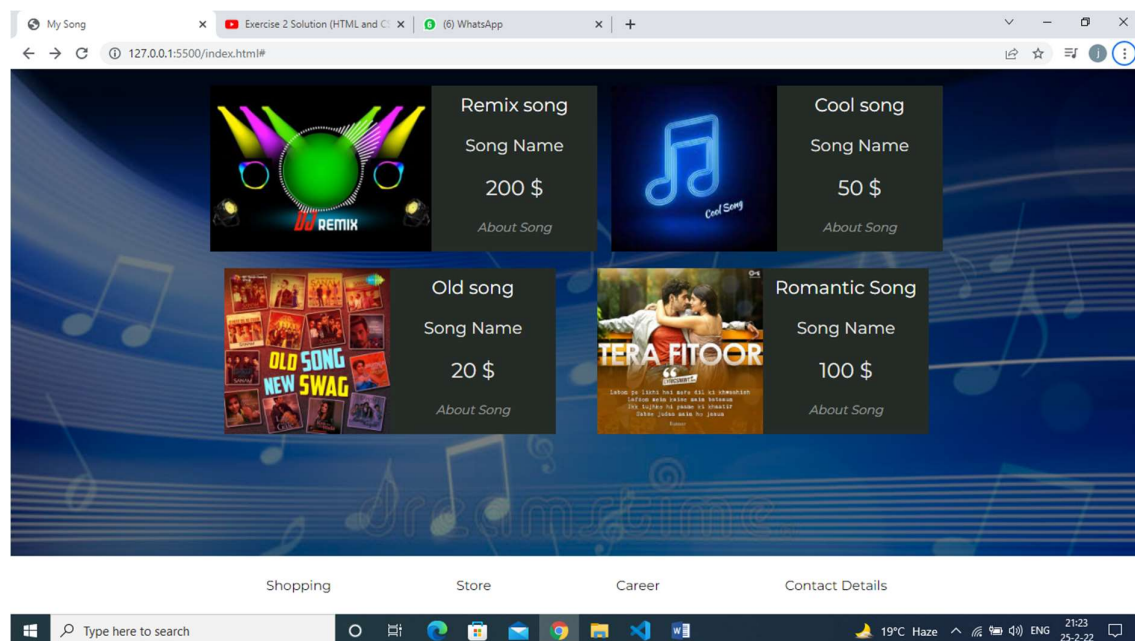 My Song
Exercise 2 Solution (HTML and C
6 (6) WhatsApp
127.0.0.1:5500/index.html#
j
Remix song
Song Name
200 $
About Song
DJ REMIX
Cool song
Song Name
50 $
About Song
Cool Song
Old song
Song Name
20 $
About Song
OLD SONG
NEW SWAG
Romantic Song
Song Name
100 $
About Song
TERA FITOOR
dreamstime
Shopping Store Career Contact Details
Type here to search
19°C Haze ENG
21:23
25-2-22